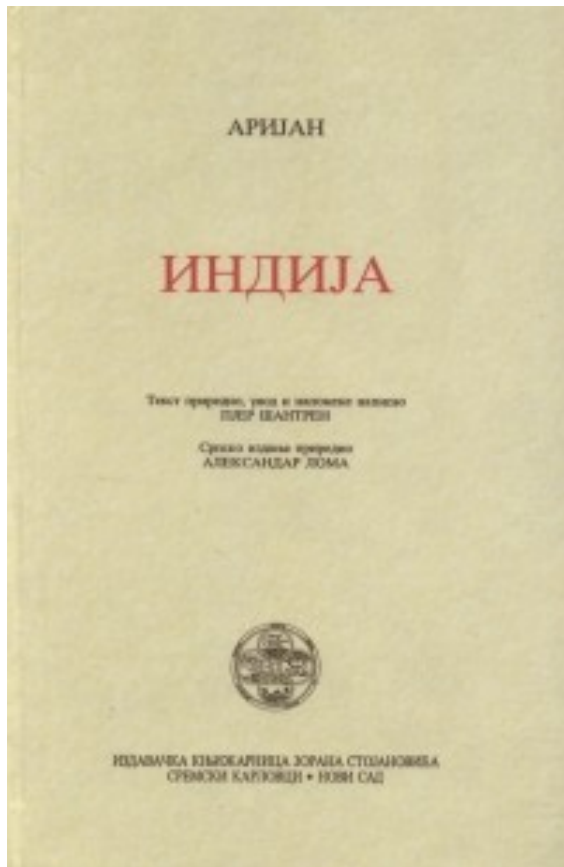 АРИЈАН
ИНДИЈА
Текст приредио, увод и напомене написао
ПЈЕР ШАНТРЕН
Српско издање приредио
АЛЕКСАНДАР ЛОМА
ИЗДАВАЧКА КЊИЖАРНИЦА ЗОРАНА СТОЈАНОВИЋА
СРЕМСКИ КАРЛОВЦИ • НОВИ САД